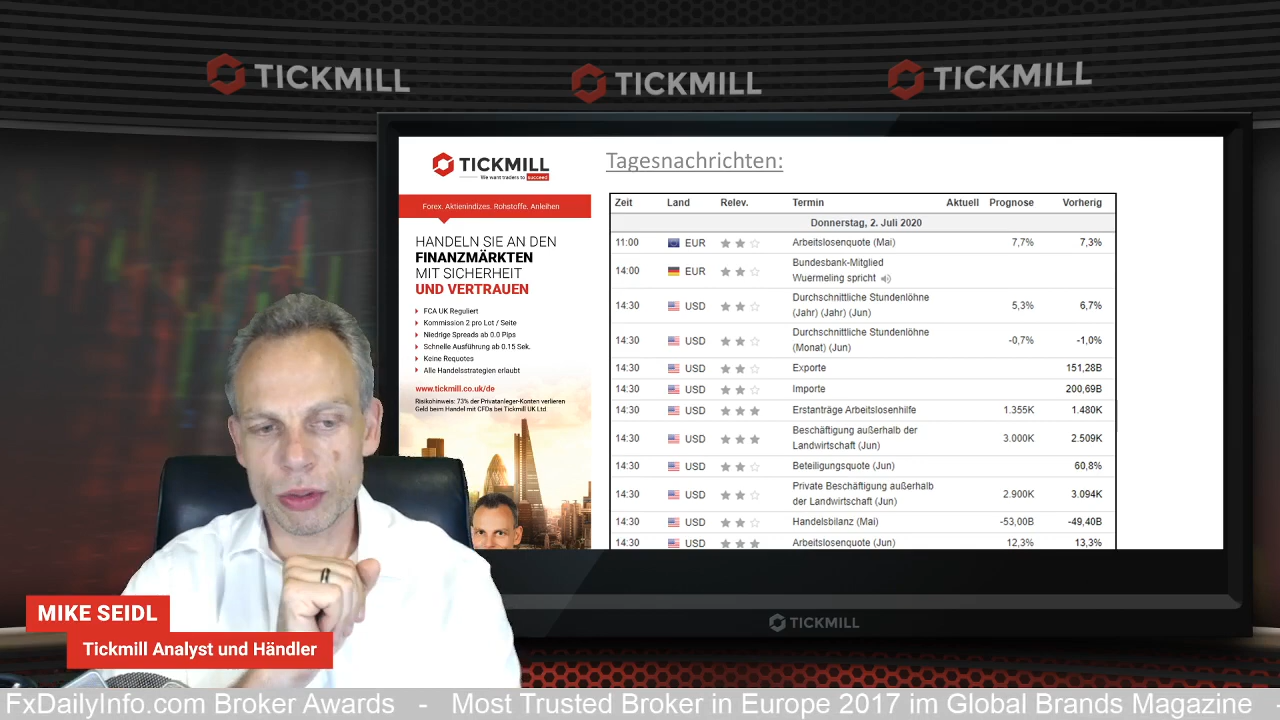 TICKMILL
TICKMILL
TICKMILL
TICKMILL
We want traders to succeed
Forex. Aktienindizes. Rohstoffe. Anleihen
HANDELN SIE AN DEN
FINANZMÄRKTEN
MIT SICHERHEIT
UND VERTRAUEN
FCA UK Reguliert
Kommission 2 pro Lot / Seite
Niedrige Spreads ab 0.0 Pips
Schnelle Ausführung ab 0.15 Sek.
Keine Requotes
Alle Handelsstrategien erlaubt
www.tickmill.co.uk/de
Risikohinweis: 73% der Privatanleger-Konten verlieren
Geld beim Handel mit CFDs bei Tickmill UK Ltd
Tagesnachrichten:
Zeit Land Relev. Termin Aktuell Prognose Vorherig
Donnerstag, 2. Juli 2020
11:00 EUR Arbeitslosenquote (Mai) 7,7% 7,3%
14:00 EUR Bundesbank-Mitglied
Wuermeling spricht
14:30 USD Durchschnittliche Stundenlöhne
(Jahr) (Jahr) (Jun) 5,3% 6,7%
14:30 USD Durchschnittliche Stundenlöhne
(Monat) (Jun) -0,7% -1,0%
14:30 USD Exporte 151,28B
14:30 USD Importe 200,69B
14:30 USD Erstanträge Arbeitslosenhilfe 1.355K 1.480K
14:30 USD Beschäftigung außerhalb der
Landwirtschaft (Jun) 3.000K 2.509K
14:30 USD Beteiligungsquote (Jun) 60,8%
14:30 USD Private Beschäftigung außerhalb
der Landwirtschaft (Jun) 2.900K 3.094K
14:30 USD Handelsbilanz (Mai) -53,00B -49,40B
14:30 USD Arbeitslosenquote (Jun) 12,3% 13,3%
TICKMILL
MIKE SEIDL
Tickmill Analyst und Händler
FxDailyInfo.com Broker Awards - Most Trusted Broker in Europe 2017 im Global Brands Magazine -